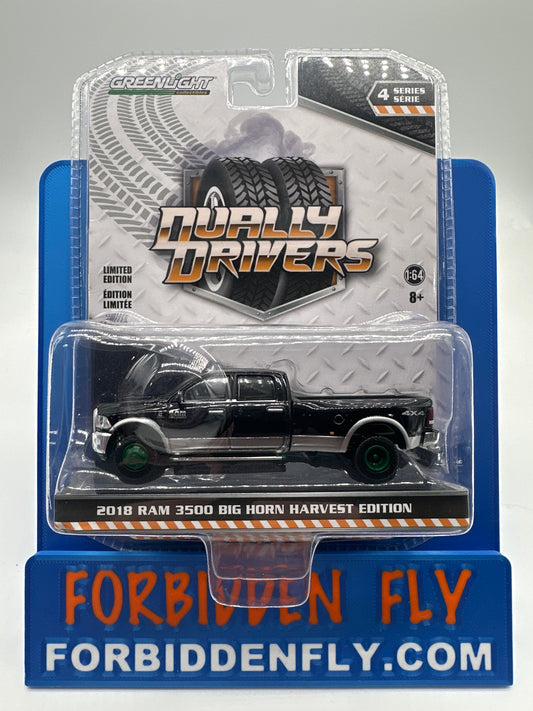 GREENLIGHT
collectibles
4 SERIES
SÉRIE
DUALLY
DRIVERS
LIMITED
EDITION
ÉDITION
LIMITÉE
1:64
8+
4X4
2018 RAM 3500 BIG HORN HARVEST EDITION
FORBIDDEN FLY
FORBIDDENFLY.COM